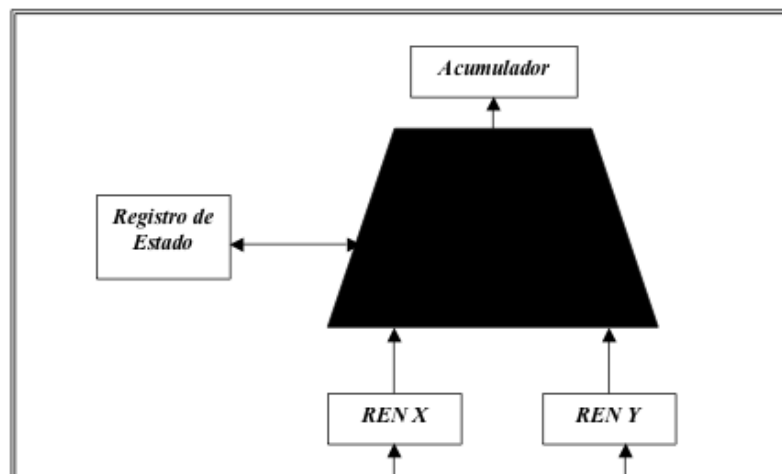 Acumulador
Registro de
Estado
REN X
REN Y